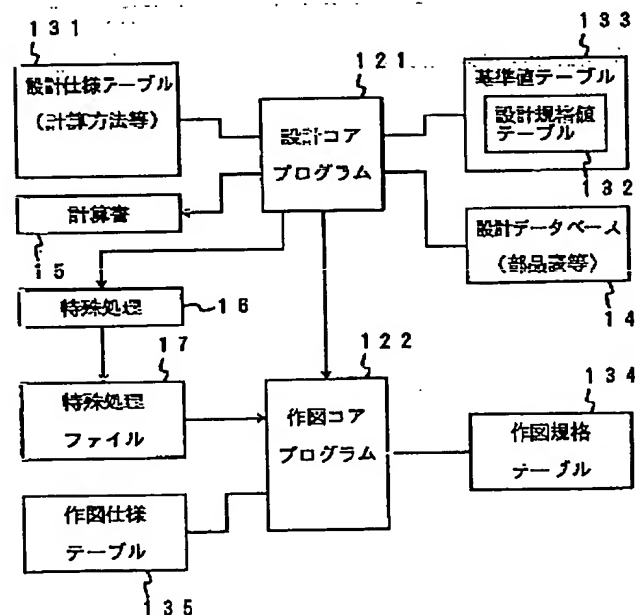 131
設計仕様テーブル
(計算方法等)
121
設計コア
プログラム
133
基準値テーブル
設計規格値
テーブル
132
計算書
15
設計データベース
(部品表等)
14
特殊処理
16
17
特殊処理
ファイル
122
作図コア
プログラム
134
作図規格
テーブル
作図仕様
テーブル
135